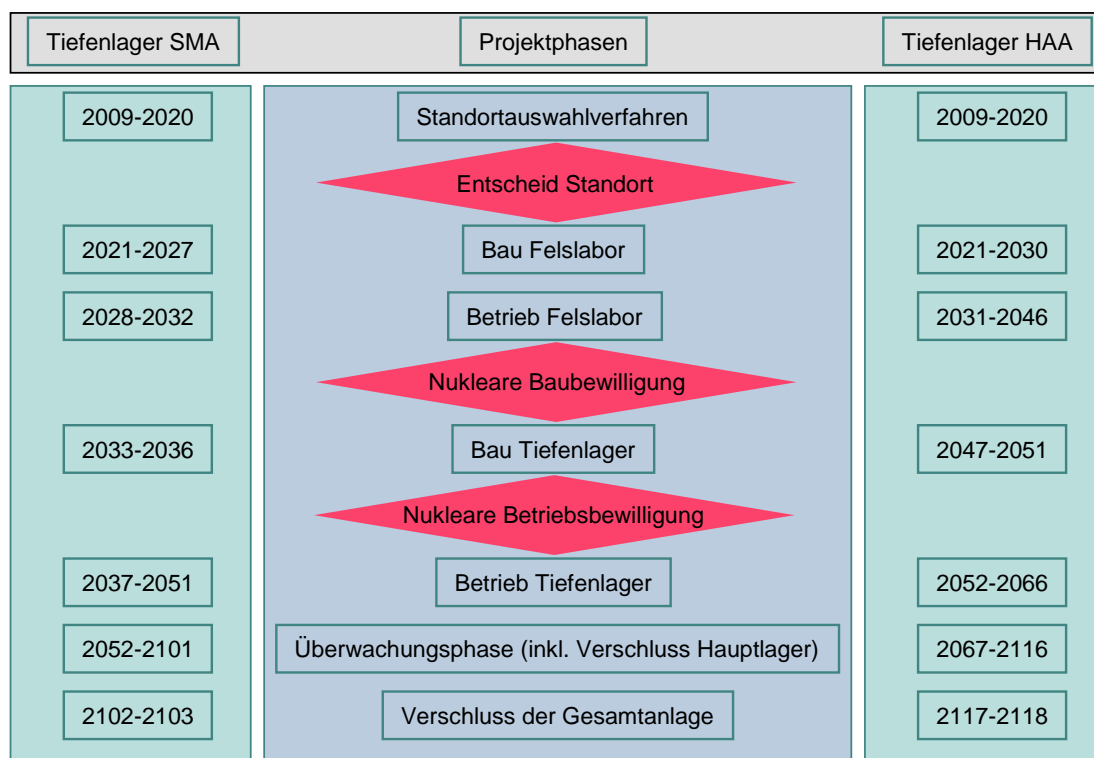 Tiefenlager SMA Projektphasen Tiefenlager HAA
2009-2020 Standortauswahlverfahren 2009-2020
Entscheid Standort
2021-2027 Bau Felslabor 2021-2030
2028-2032 Betrieb Felslabor 2031-2046
Nukleare Baubewilligung
2033-2036 Bau Tiefenlager 2047-2051
Nukleare Betriebsbewilligung
2037-2051 Betrieb Tiefenlager 2052-2066
2052-2101 Überwachungsphase (inkl. Verschluss Hauptlager) 2067-2116
2102-2103 Verschluss der Gesamtanlage 2117-2118